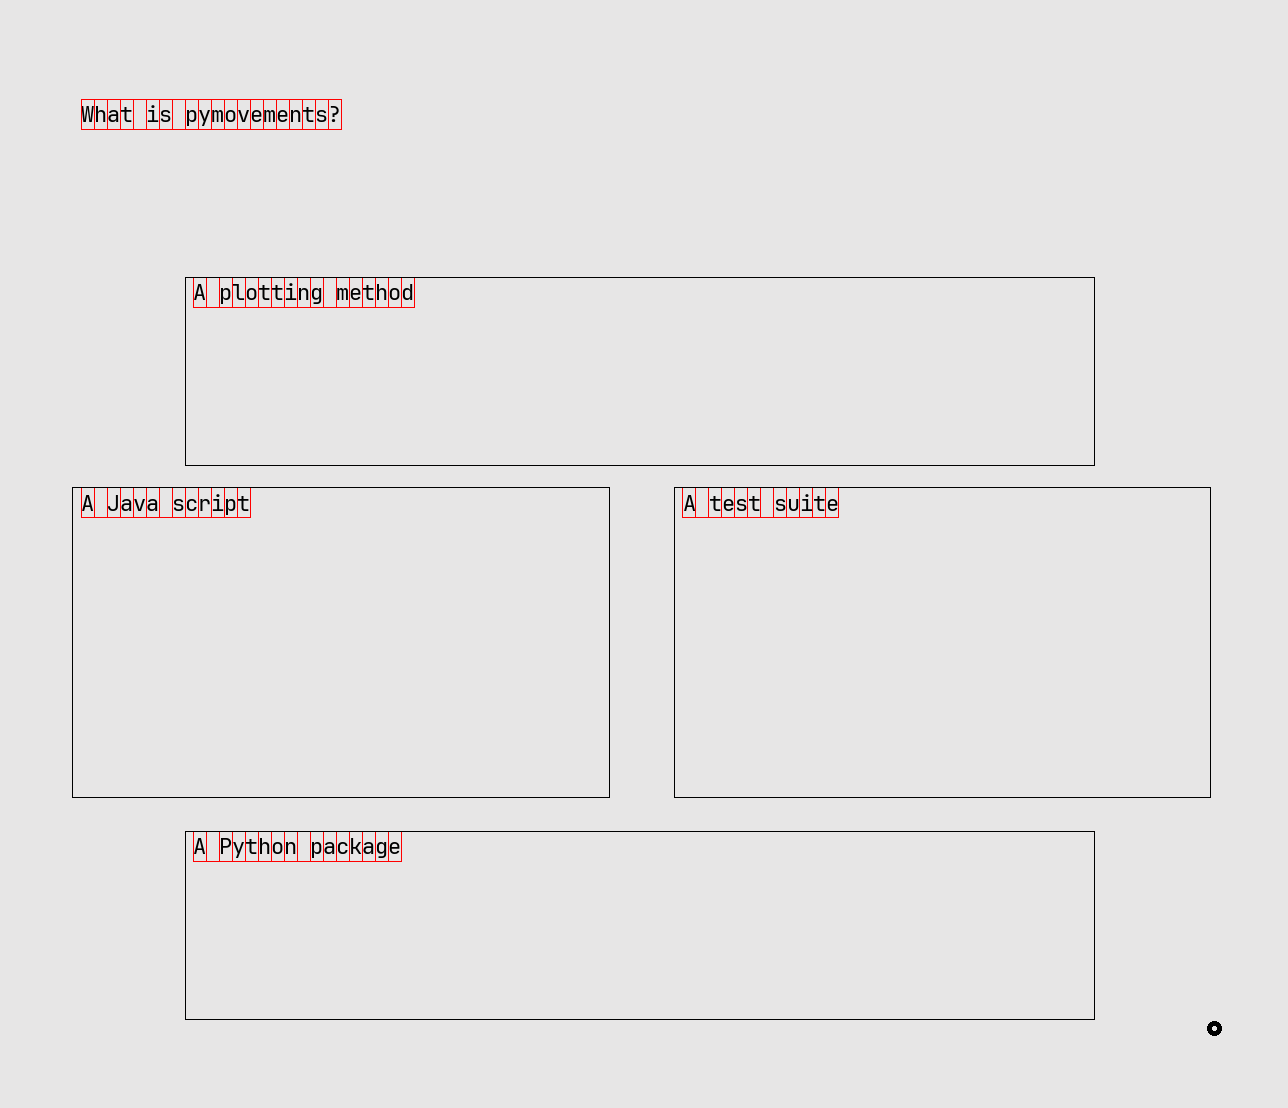 What is pymovements?
A plotting method
A Java script
A test suite
A Python package